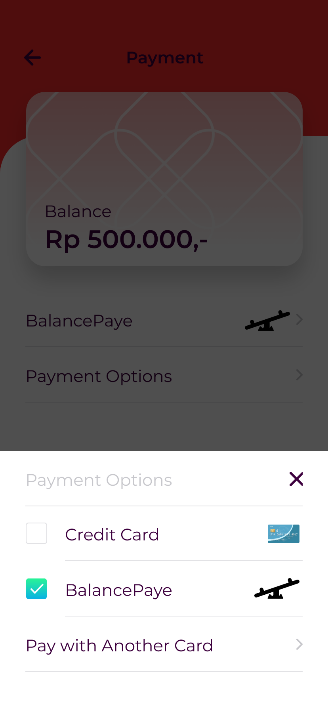 Payment
Balance
Rp 500.000,-
BalancePaye
Payment Options
Payment Options
Credit Card
BalancePaye
Pay with Another Card